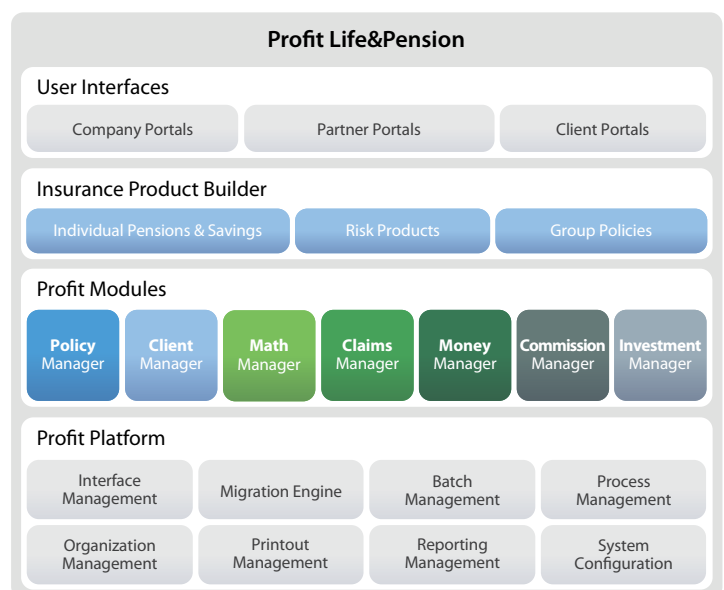 Profit Life&Pension
User Interfaces
Company Portals
Partner Portals
Client Portals
Insurance Product Builder
Individual Pensions & Savings
Risk Products
Group Policies
Profit Modules
Policy
Manager
Client
Manager
Math
Manager
Claims
Manager
Money
Manager
Commission
Manager
Investment
Manager
Profit Platform
Interface
Management
Migration Engine
Batch
Management
Process
Management
Organization
Management
Printout
Management
Reporting
Management
System
Configuration